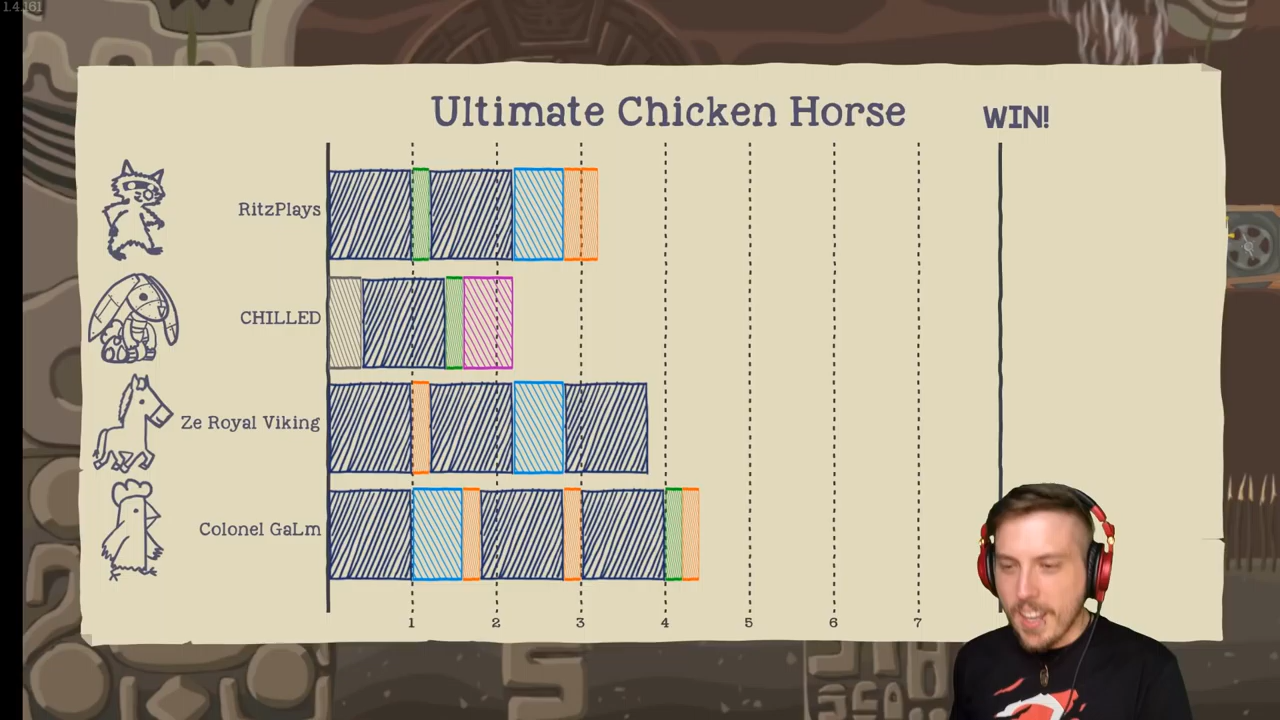 1.4.161
Ultimate Chicken Horse
WIN!
RitzPlays
CHILLED
Ze Royal Viking
Colonel GaLm
1 2 3 4 5 6 7